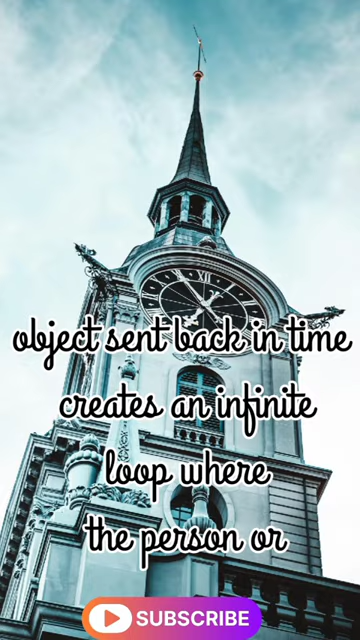 object sent back in time
creates an infinite
loop where
the person or
SUBSCRIBE